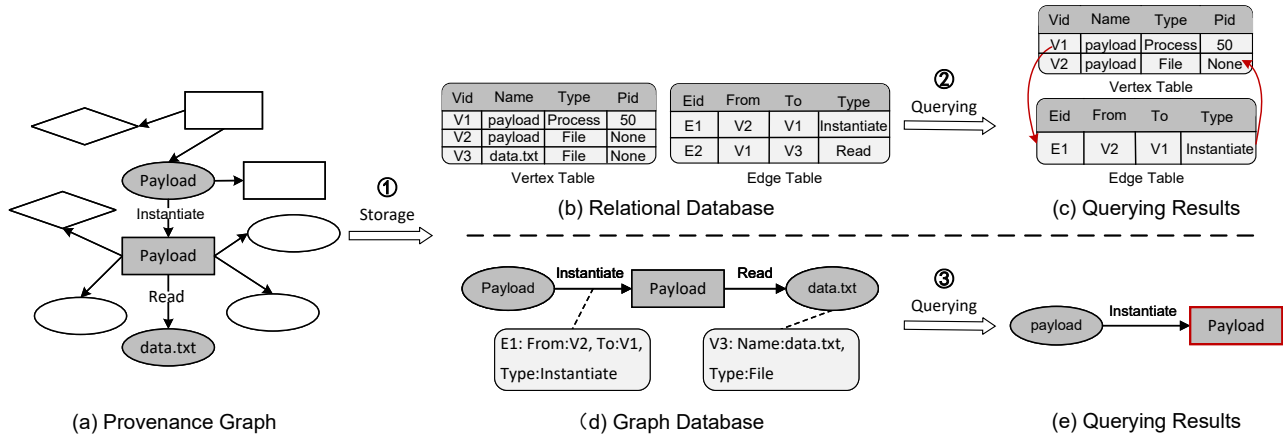 Payload
Instantiate
Payload
Read
data.txt
(a) Provenance Graph
①
Storage
Vid Name Type Pid
V1 payload Process 50
V2 payload File None
V3 data.txt File None
Vertex Table
Eid From To Type
E1 V2 V1 Instantiate
E2 V1 V3 Read
Edge Table
(b) Relational Database
②
Querying
Vid Name Type Pid
V1 payload Process 50
V2 payload File None
Vertex Table
Eid From To Type
E1 V2 V1 Instantiate
Edge Table
(c) Querying Results
Payload
Instantiate
Payload
Read
data.txt
E1: From:V2, To:V1,
Type:Instantiate
V3: Name:data.txt,
Type:File
(d) Graph Database
③
Querying
payload
Instantiate
Payload
(e) Querying Results